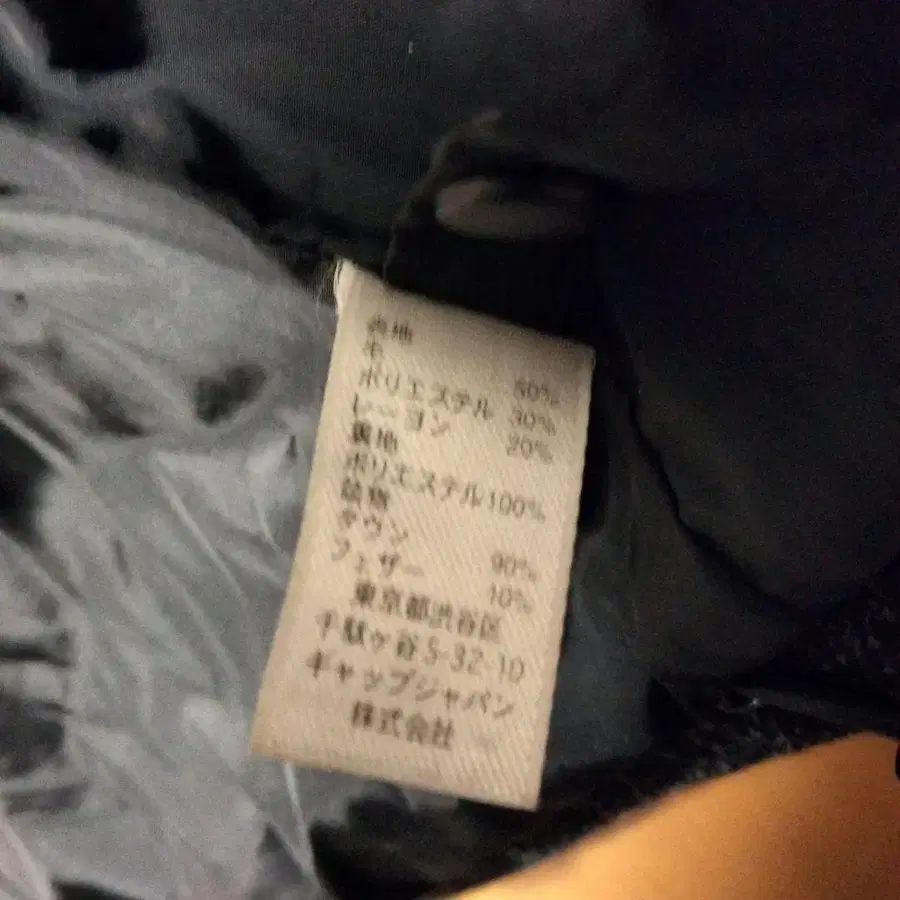 表地
毛 50%
ポリエステル 30%
レーヨン 20%
裏地
ポリエステル 100%
詰物
ダウン 90%
フェザー 10%
東京都渋谷区
千駄ヶ谷5-32-10
ギャップジャパン
株式会社